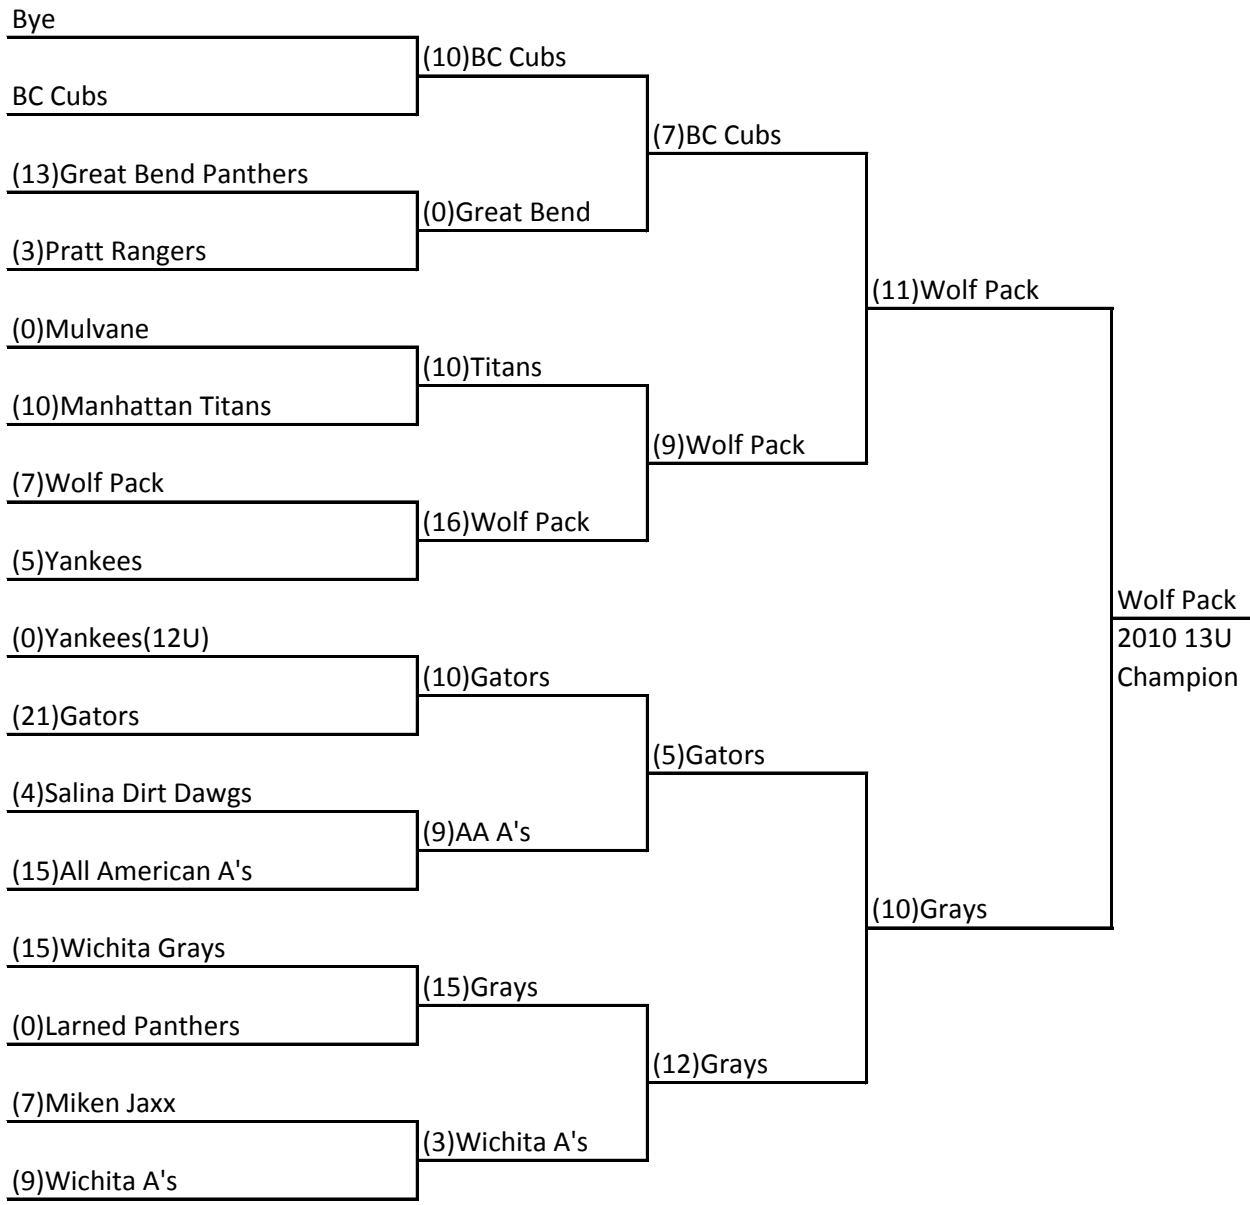 Bye
(10)BC Cubs
BC Cubs
(7)BC Cubs
(13)Great Bend Panthers
(0)Great Bend
(3)Pratt Rangers
(11)Wolf Pack
(0)Mulvane
(10)Titans
(10)Manhattan Titans
(9)Wolf Pack
(7)Wolf Pack
(16)Wolf Pack
(5)Yankees
Wolf Pack
(0)Yankees(12U)
2010 13U
(10)Gators
Champion
(21)Gators
(5)Gators
(4)Salina Dirt Dawgs
(9)AA A's
(15)All American A's
(10)Grays
(15)Wichita Grays
(15)Grays
(0)Larned Panthers
(12)Grays
(7)Miken Jaxx
(3)Wichita A's
(9)Wichita A's